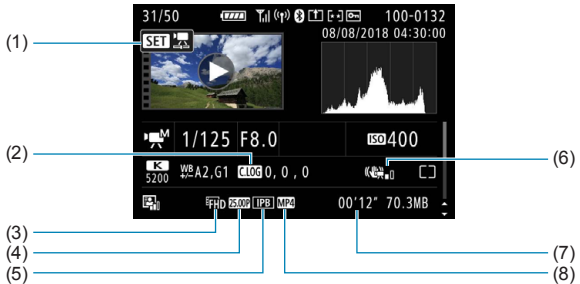 31/50 100-0132
08/08/2018 04:30:00
(1) SET
M 1/125 F8.0 ISO 400
(2) (6)
K 5200 WB +/- A2,G1 C.LOG 0, 0, 0
FHD 25.00P IPB MP4 00'12" 70.3MB
(3)
(4) (7)
(5) (8)